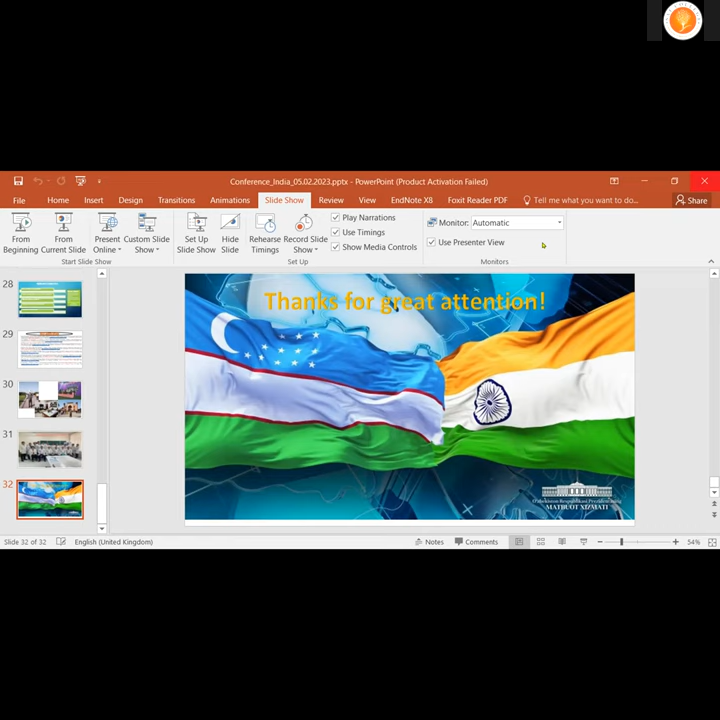 Conference_India_05.02.2023.pptx - PowerPoint (Product Activation Failed)
File Home Insert Design Transitions Animations Slide Show Review View EndNote X8 Foxit Reader PDF Tell me what you want to do... Share
From Beginning
From Current Slide
Present Online
Custom Slide Show
Start Slide Show
Set Up Slide Show
Hide Slide
Rehearse Timings
Record Slide Show
Play Narrations
Use Timings
Show Media Controls
Set Up
Monitor: Automatic
Use Presenter View
Monitors
28
29
30
31
32
Thanks for great attention!
MATBUOT XIZMATI
Slide 32 of 32 English (United Kingdom) Notes Comments 54%